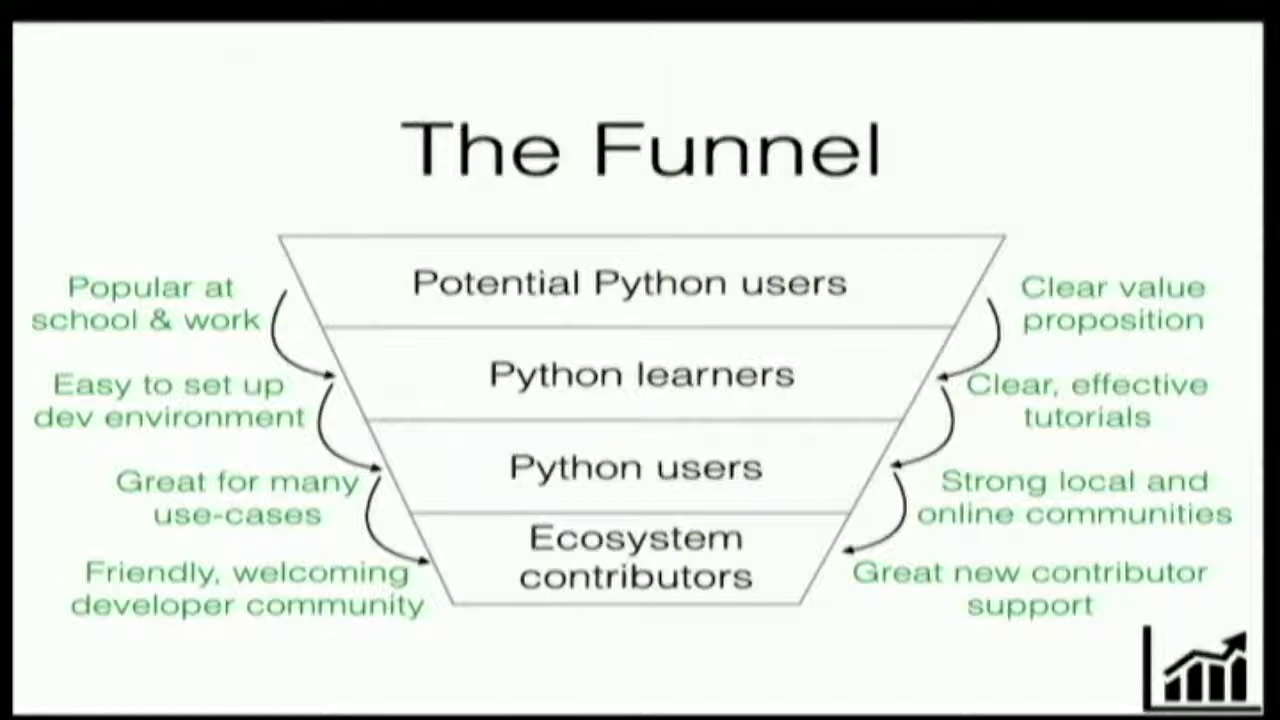 The Funnel
Potential Python users
Popular at
school & work
Clear value
proposition
Python learners
Easy to set up
dev environment
Clear, effective
tutorials
Python users
Great for many
use-cases
Strong local and
online communities
Ecosystem
contributors
Friendly, welcoming
developer community
Great new contributor
support